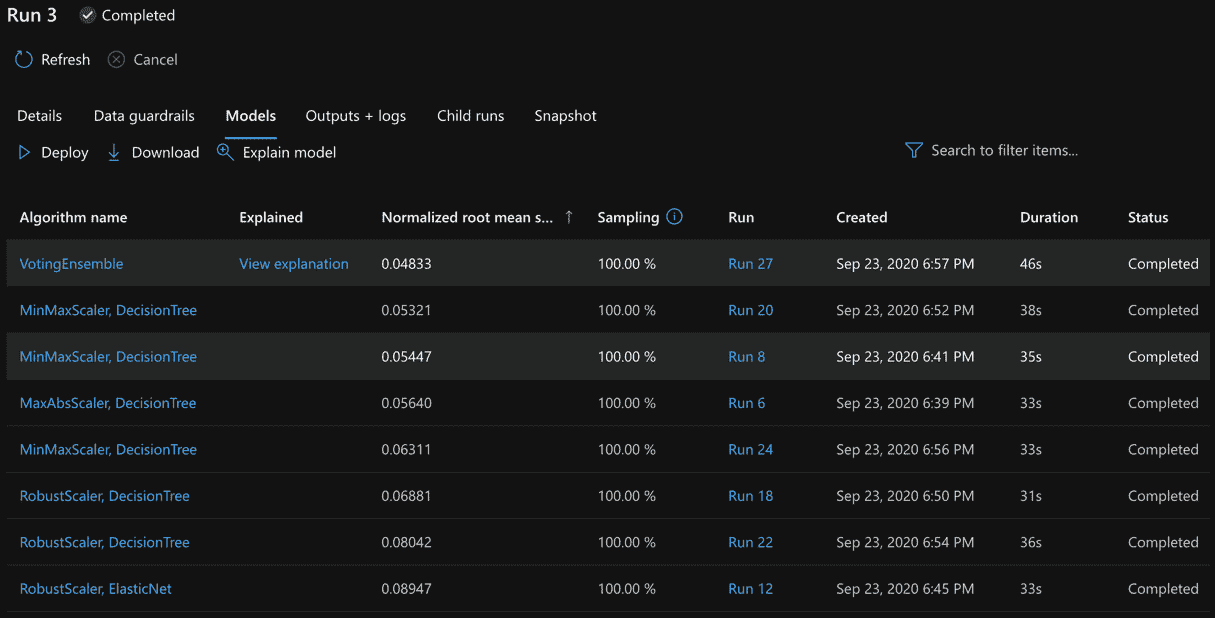 Run 3 Completed
Refresh Cancel
Details Data guardrails Models Outputs + logs Child runs Snapshot
Deploy Download Explain model Search to filter items...
Algorithm name Explained Normalized root mean s... ↑ Sampling Run Created Duration Status
VotingEnsemble View explanation 0.04833 100.00 % Run 27 Sep 23, 2020 6:57 PM 46s Completed
MinMaxScaler, DecisionTree 0.05321 100.00 % Run 20 Sep 23, 2020 6:52 PM 38s Completed
MinMaxScaler, DecisionTree 0.05447 100.00 % Run 8 Sep 23, 2020 6:41 PM 35s Completed
MaxAbsScaler, DecisionTree 0.05640 100.00 % Run 6 Sep 23, 2020 6:39 PM 33s Completed
MinMaxScaler, DecisionTree 0.06311 100.00 % Run 24 Sep 23, 2020 6:56 PM 33s Completed
RobustScaler, DecisionTree 0.06881 100.00 % Run 18 Sep 23, 2020 6:50 PM 31s Completed
RobustScaler, DecisionTree 0.08042 100.00 % Run 22 Sep 23, 2020 6:54 PM 36s Completed
RobustScaler, ElasticNet 0.08947 100.00 % Run 12 Sep 23, 2020 6:45 PM 33s Completed